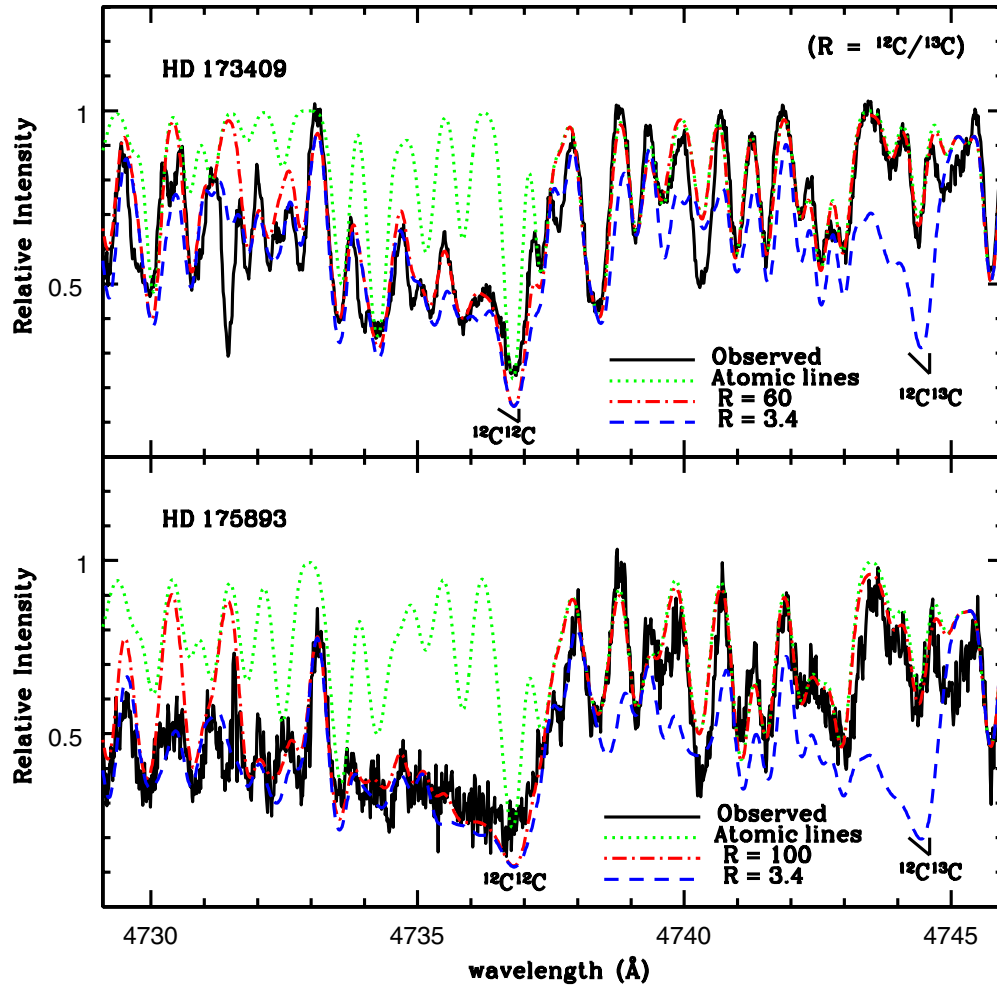 (R = ¹²C/¹³C)
HD 173409
1
0.5
Relative Intensity
Observed
Atomic lines
R = 60
R = 3.4
¹²C¹²C
¹²C¹³C
HD 175893
1
0.5
Relative Intensity
Observed
Atomic lines
R = 100
R = 3.4
¹²C¹²C
¹²C¹³C
4730
4735
4740
4745
wavelength (Å)